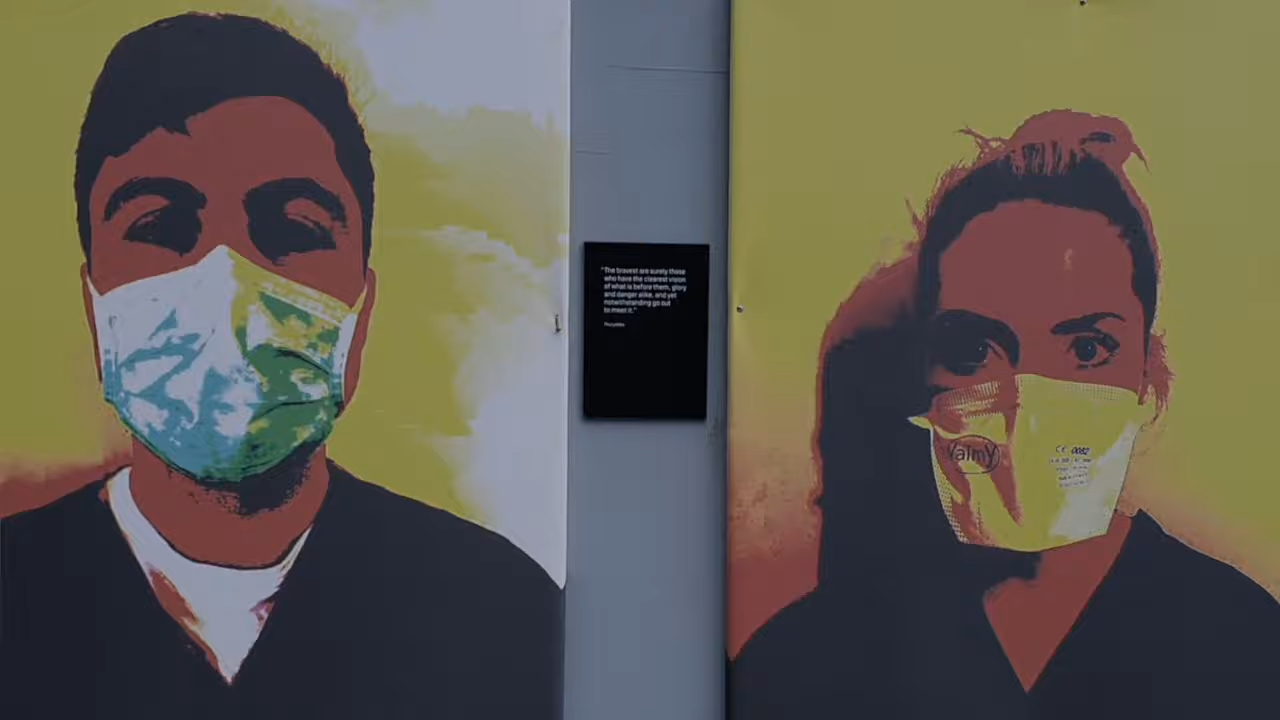 "The bravest are surely those
who have the clearest vision
of what is before them, glory
and danger alike, and yet
notwithstanding go out
to meet it."
Thucydides
ValmY
CE 0082